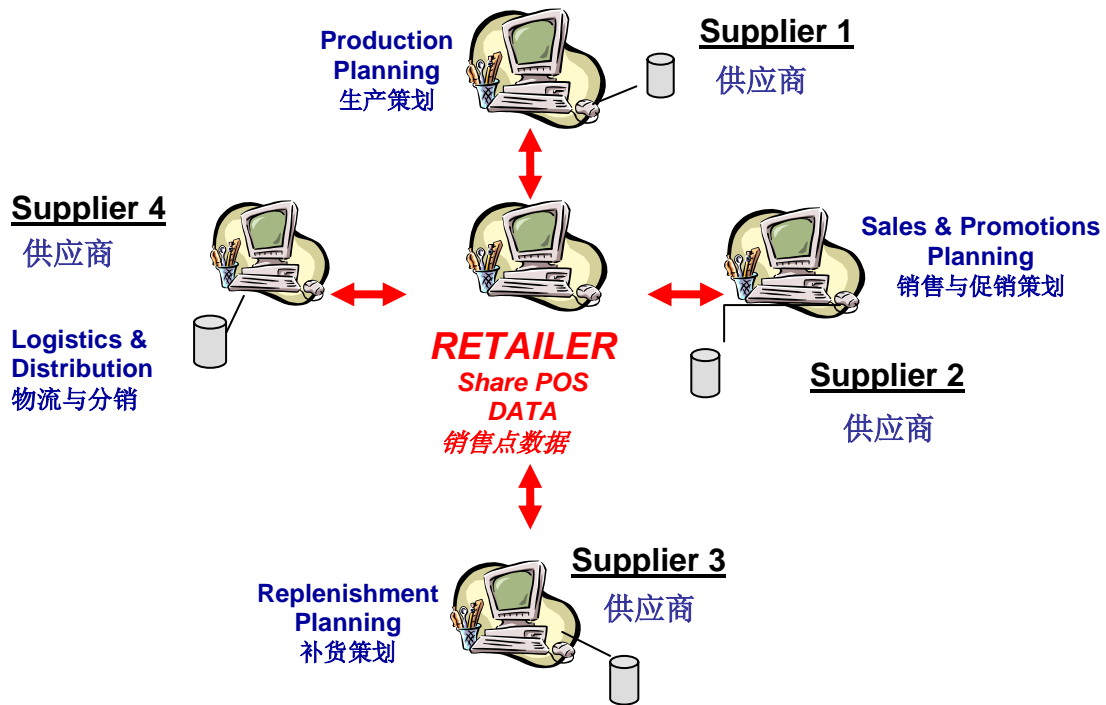 Production
Planning
生产策划
Supplier 1
供应商
Supplier 4
供应商
Logistics &
Distribution
物流与分销
RETAILER
Share POS
DATA
销售点数据
Sales & Promotions
Planning
销售与促销策划
Supplier 2
供应商
Replenishment
Planning
补货策划
Supplier 3
供应商